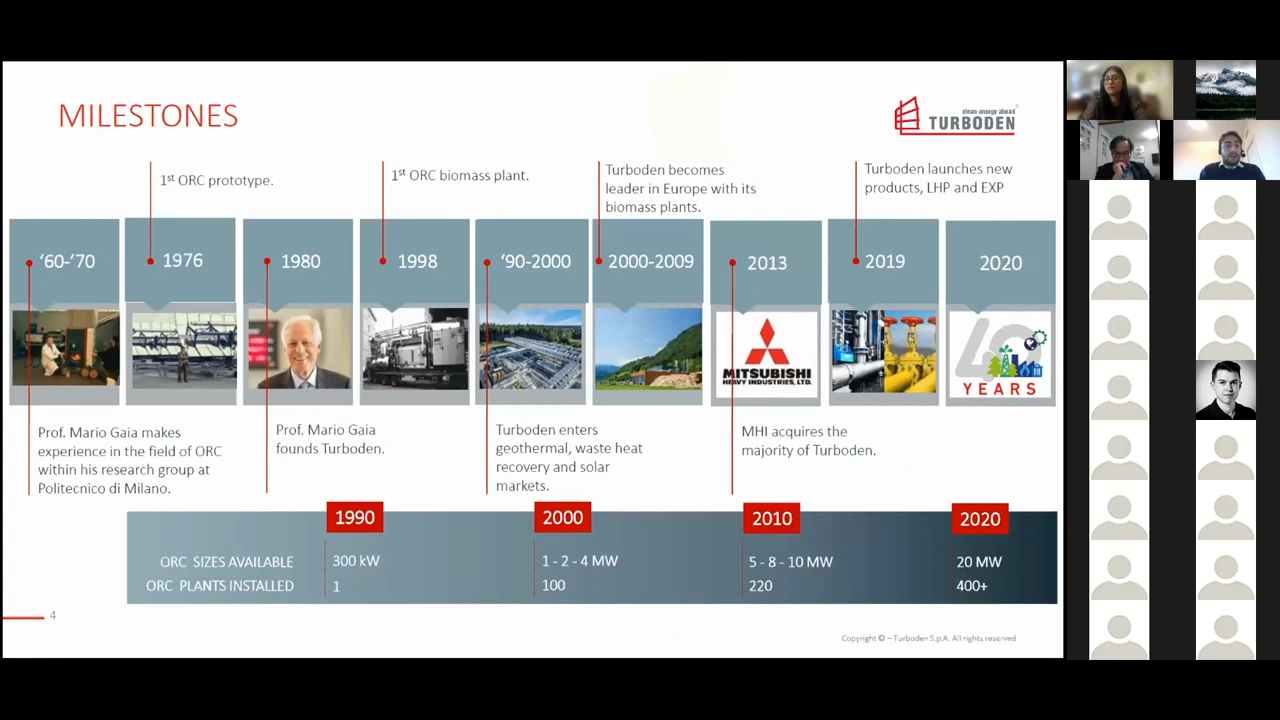 MILESTONES
clean energy ahead
TURBODEN
1st ORC prototype.
1st ORC biomass plant.
Turboden becomes
leader in Europe with its
biomass plants.
Turboden launches new
products, LHP and EXP
‘60-’70
1976
1980
1998
‘90-2000
2000-2009
2013
2019
2020
MITSUBISHI
HEAVY INDUSTRIES, LTD.
40
YEARS
Prof. Mario Gaia makes
experience in the field of ORC
within his research group at
Politecnico di Milano.
Prof. Mario Gaia
founds Turboden.
Turboden enters
geothermal, waste heat
recovery and solar
markets.
MHI acquires the
majority of Turboden.
1990
2000
2010
2020
ORC SIZES AVAILABLE
300 kW
1 - 2 - 4 MW
5 - 8 - 10 MW
20 MW
ORC PLANTS INSTALLED
1
100
220
400+
4
Copyright © – Turboden S.p.A. All rights reserved